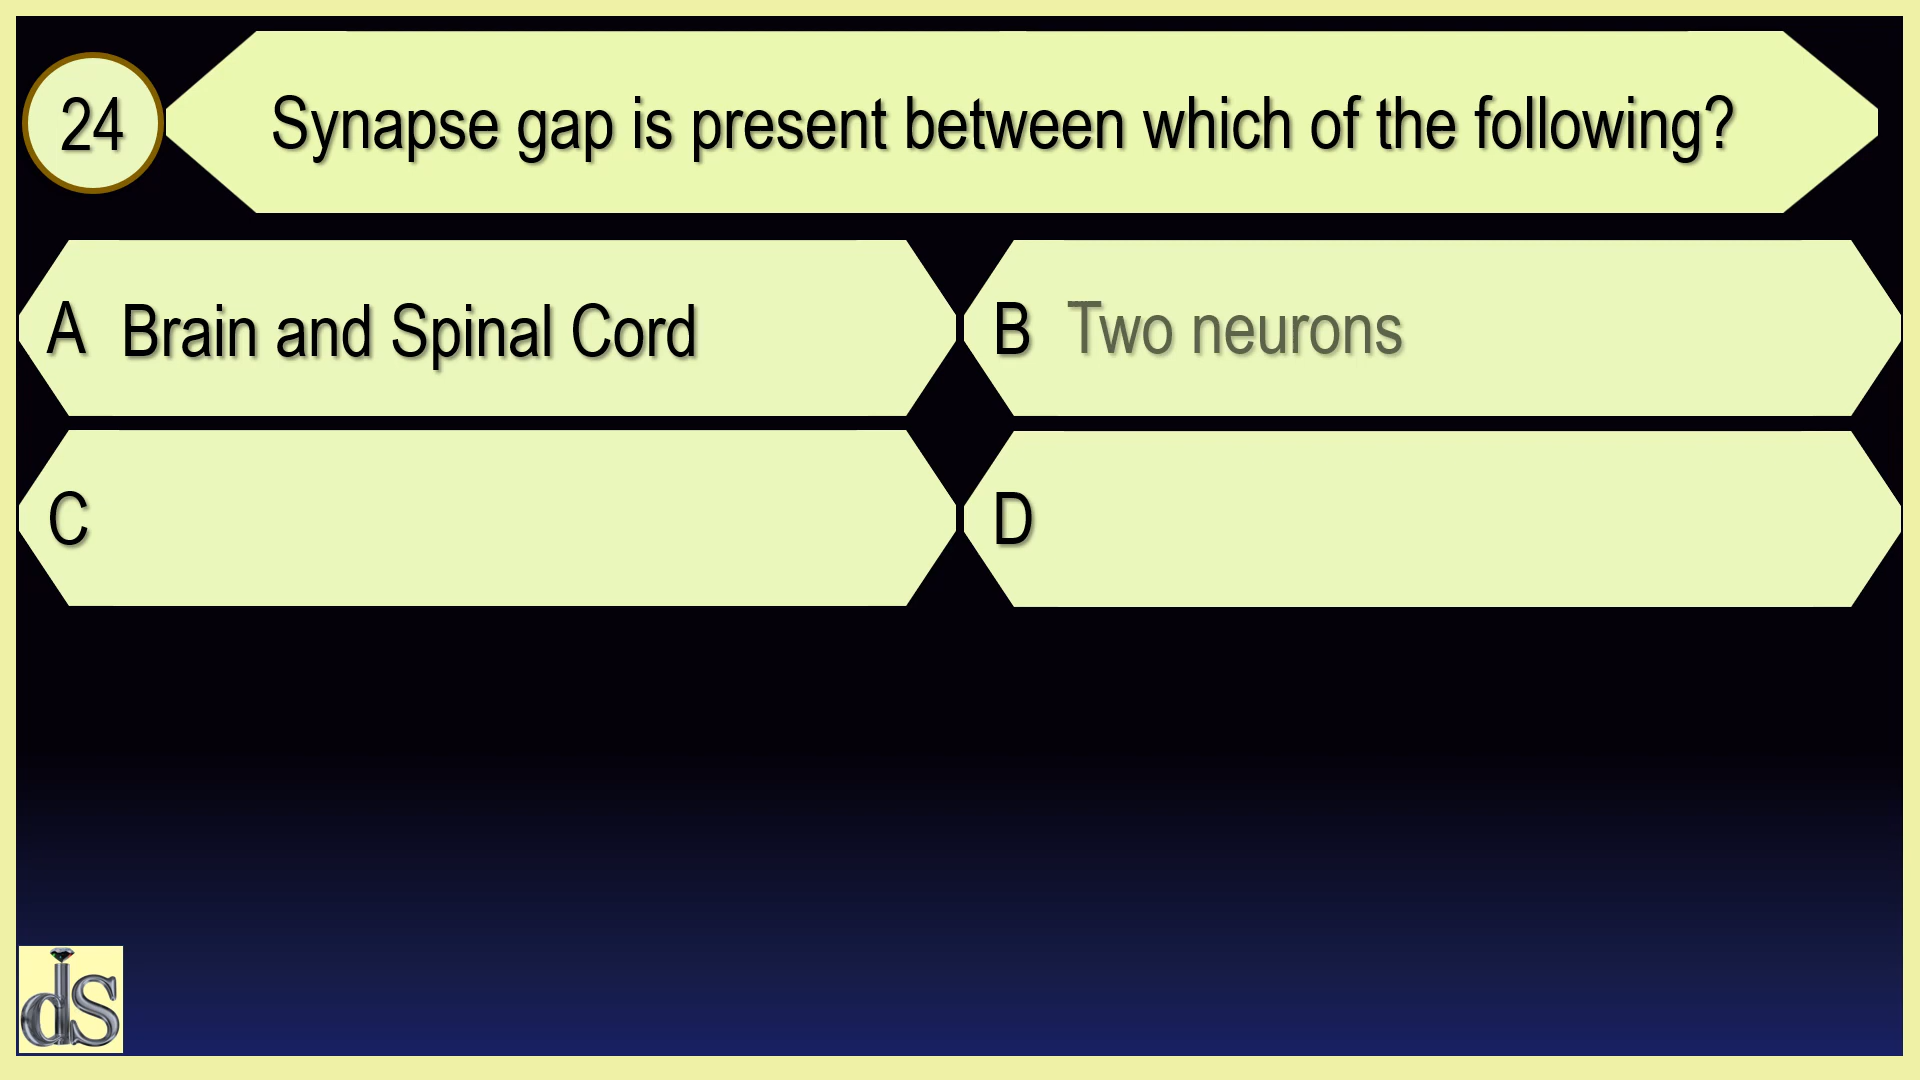 24
Synapse gap is present between which of the following?
A Brain and Spinal Cord
B Two neurons
C
D
dS